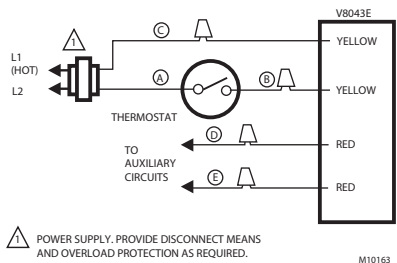 V8043E
C
1
L1
(HOT)
L2
YELLOW
A
B
YELLOW
THERMOSTAT
D
TO
AUXILIARY
CIRCUITS
RED
E
RED
1 POWER SUPPLY. PROVIDE DISCONNECT MEANS
AND OVERLOAD PROTECTION AS REQUIRED.
M10163